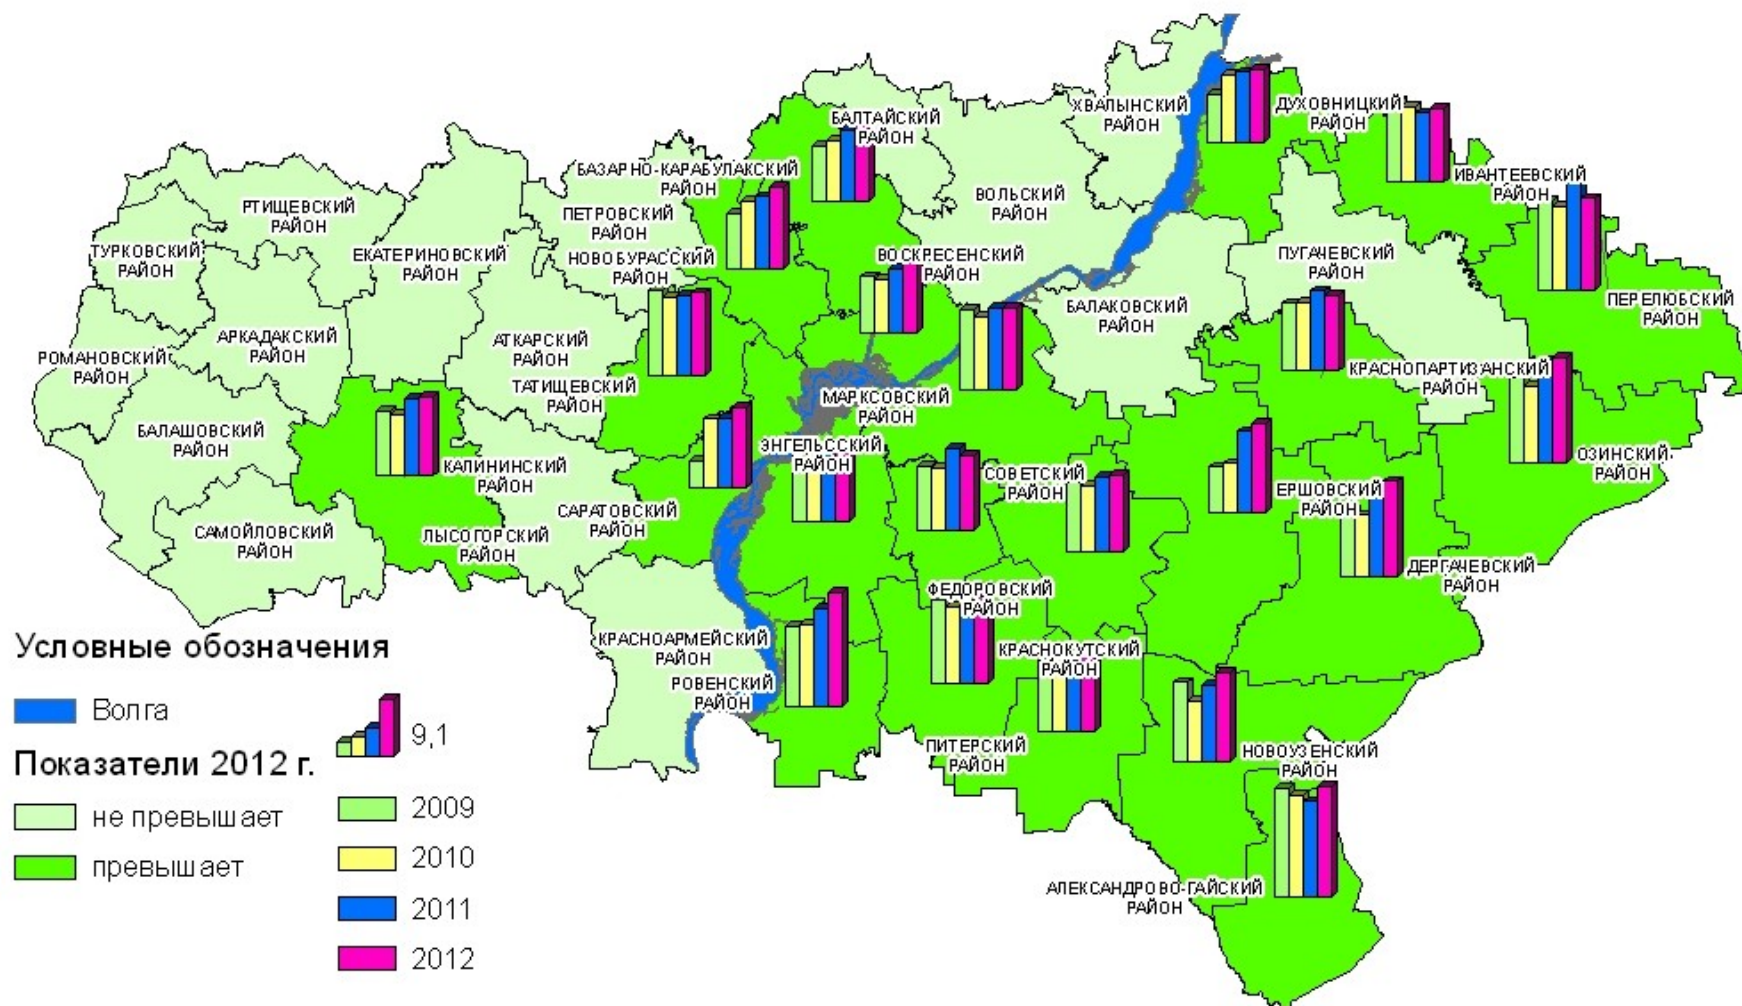 ХВАЛЫНСКИЙ
РАЙОН
ДУХОВНИЦКИЙ
РАЙОН
БАЛТАЙСКИЙ
РАЙОН
БАЗАРНО-КАРАБУЛАКСКИЙ
РАЙОН
ИВАНТЕЕВСКИЙ
РАЙОН
ВОЛЬСКИЙ
РАЙОН
РТИЩЕВСКИЙ
РАЙОН
ПЕТРОВСКИЙ
РАЙОН
ТУРКОВСКИЙ
РАЙОН
ЕКАТЕРИНОВСКИЙ
РАЙОН
НОВОБУРАССКИЙ
РАЙОН
ВОСКРЕСЕНСКИЙ
РАЙОН
ПУГАЧЕВСКИЙ
РАЙОН
ПЕРЕЛЮБСКИЙ
РАЙОН
БАЛАКОВСКИЙ
РАЙОН
АРКАДАКСКИЙ
РАЙОН
АТКАРСКИЙ
РАЙОН
РОМАНОВСКИЙ
РАЙОН
ТАТИЩЕВСКИЙ
РАЙОН
КРАСНОПАРТИЗАНСКИЙ
РАЙОН
МАРКСОВСКИЙ
РАЙОН
БАЛАШОВСКИЙ
РАЙОН
ЭНГЕЛЬССКИЙ
РАЙОН
ОЗИНСКИЙ
РАЙОН
КАЛИНИНСКИЙ
РАЙОН
СОВЕТСКИЙ
РАЙОН
ЕРШОВСКИЙ
РАЙОН
САРАТОВСКИЙ
РАЙОН
САМОЙЛОВСКИЙ
РАЙОН
ЛЫСОГОРСКИЙ
РАЙОН
ДЕРГАЧЕВСКИЙ
РАЙОН
ФЕДОРОВСКИЙ
РАЙОН
КРАСНОАРМЕЙСКИЙ
РАЙОН
КРАСНОКУТСКИЙ
РАЙОН
РОВЕНСКИЙ
РАЙОН
ПИТЕРСКИЙ
РАЙОН
НОВОУЗЕНСКИЙ
РАЙОН
АЛЕКСАНДРОВО-ГАЙСКИЙ
РАЙОН
Условные обозначения
Волга
9,1
Показатели 2012 г.
не превышает
превышает
2009
2010
2011
2012